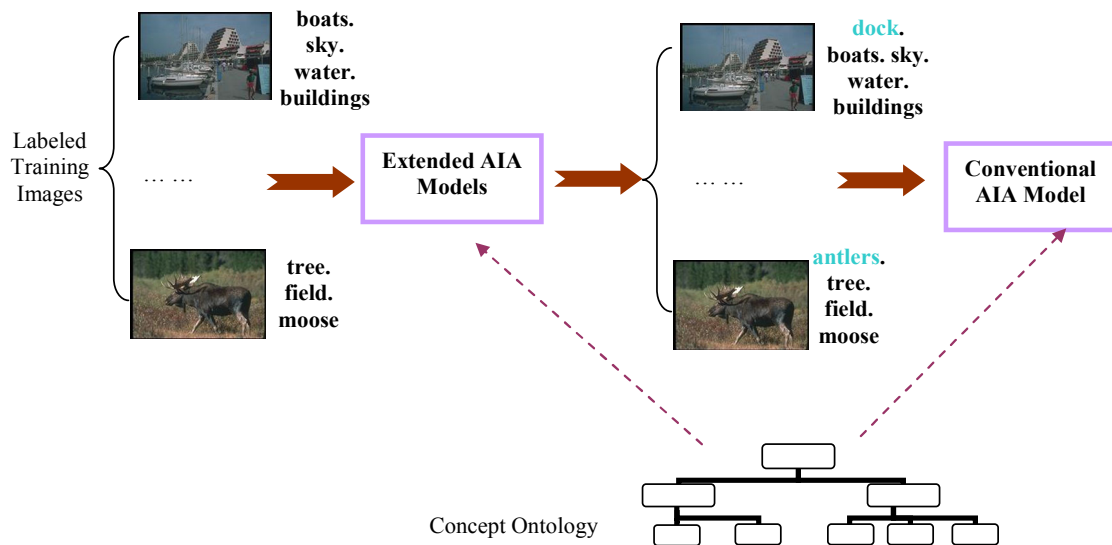 boats.
sky.
water.
buildings
dock.
boats. sky.
water.
buildings
Labeled
Training
Images
… …
Extended AIA
Models
… …
Conventional
AIA Model
tree.
field.
moose
antlers.
tree.
field.
moose
Concept Ontology